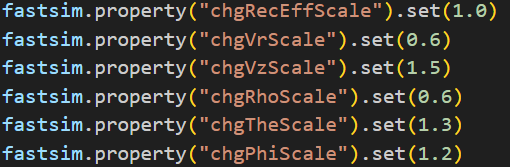 fastsim.property("chgRecEffScale").set(1.0)
fastsim.property("chgVrScale").set(0.6)
fastsim.property("chgVzScale").set(1.5)
fastsim.property("chgRhoScale").set(0.6)
fastsim.property("chgTheScale").set(1.3)
fastsim.property("chgPhiScale").set(1.2)